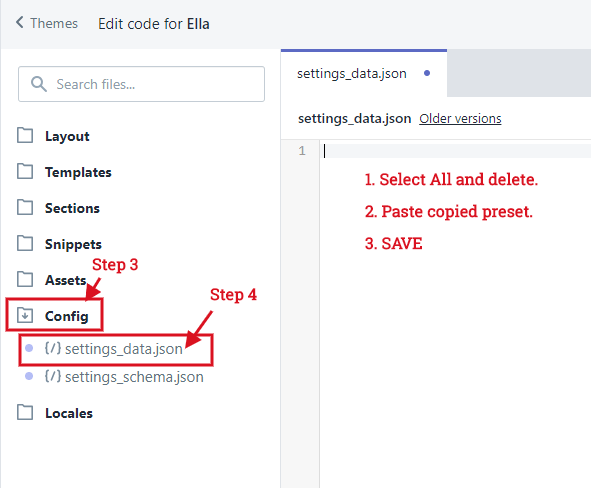 Themes Edit code for Ella
Search files...
Layout
Templates
Sections
Snippets
Assets
Step 3
Config
Step 4
{/} settings_data.json
{/} settings_schema.json
Locales
settings_data.json
settings_data.json Older versions
1
1. Select All and delete.
2. Paste copied preset.
3. SAVE